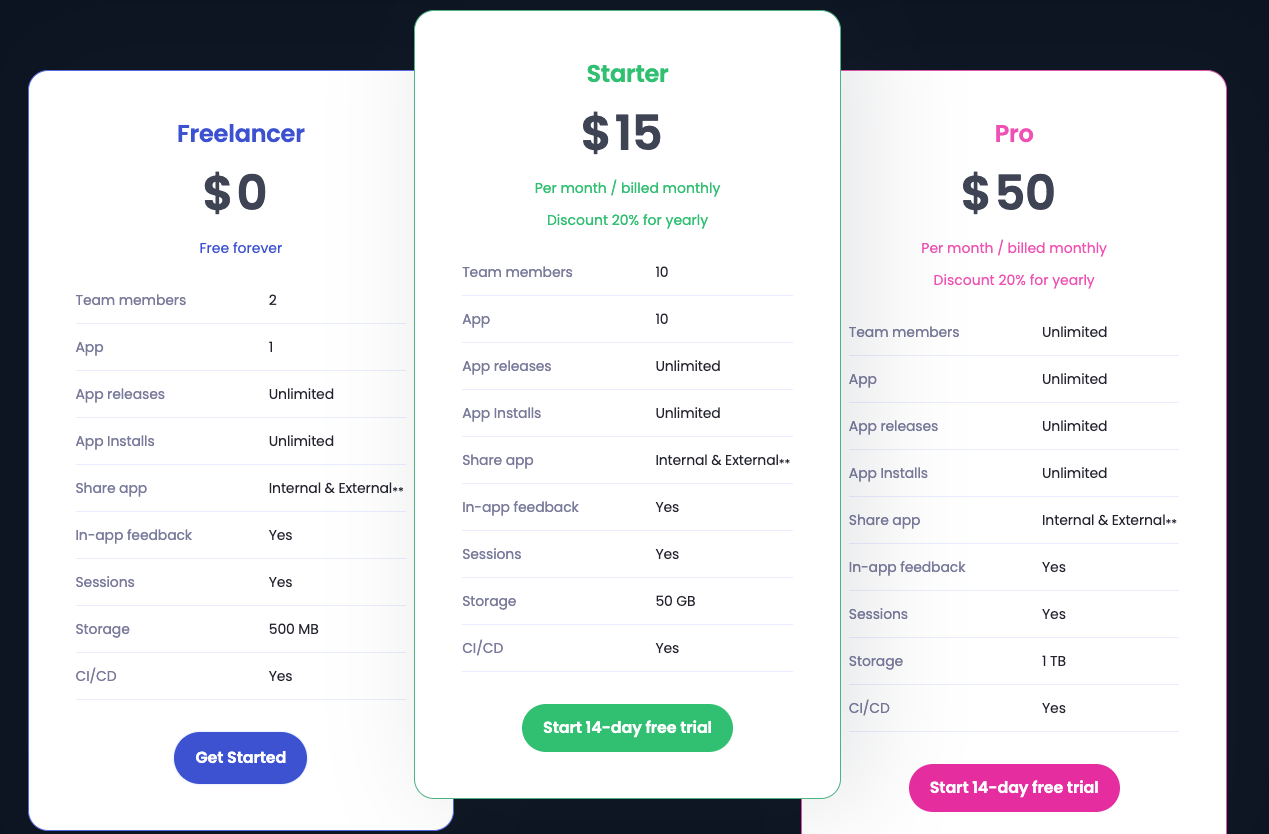 Freelancer
$0
Free forever
Team members 2
App 1
App releases Unlimited
App Installs Unlimited
Share app Internal & External**
In-app feedback Yes
Sessions Yes
Storage 500 MB
CI/CD Yes
Get Started
Starter
$15
Per month / billed monthly
Discount 20% for yearly
Team members 10
App 10
App releases Unlimited
App Installs Unlimited
Share app Internal & External**
In-app feedback Yes
Sessions Yes
Storage 50 GB
CI/CD Yes
Start 14-day free trial
Pro
$50
Per month / billed monthly
Discount 20% for yearly
Team members Unlimited
App Unlimited
App releases Unlimited
App Installs Unlimited
Share app Internal & External**
In-app feedback Yes
Sessions Yes
Storage 1 TB
CI/CD Yes
Start 14-day free trial